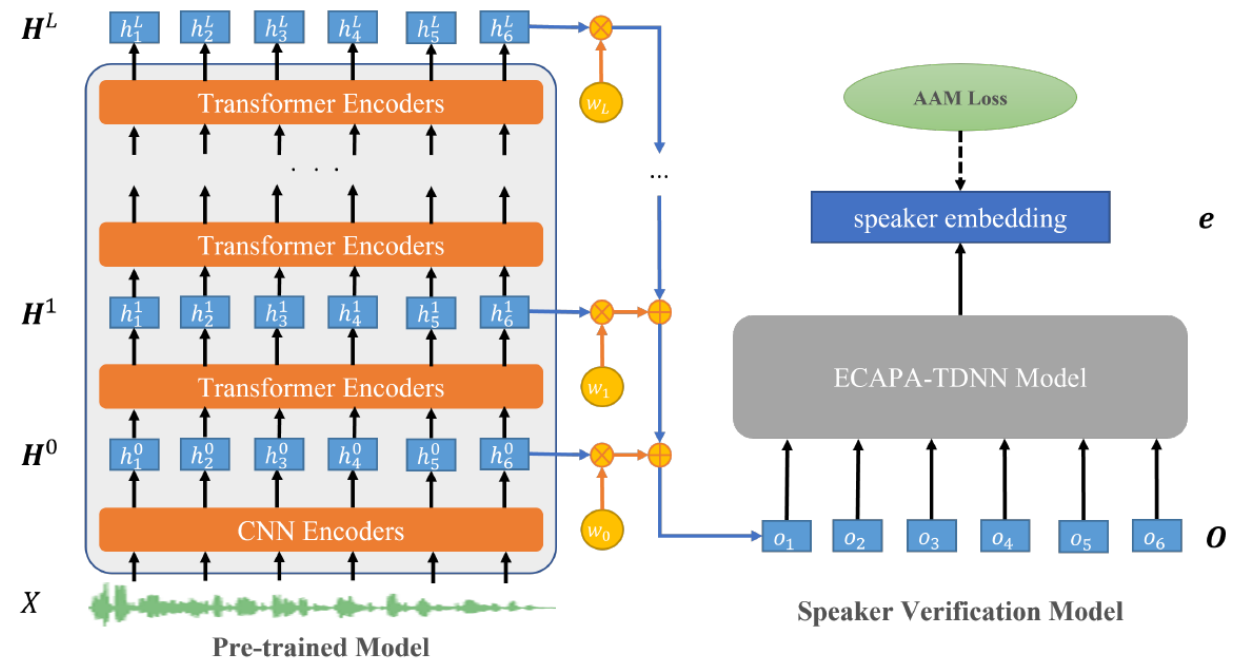 H^L h_1^L h_2^L h_3^L h_4^L h_5^L h_6^L
w_L
Transformer Encoders
. . .
...
Transformer Encoders
H^1 h_1^1 h_2^1 h_3^1 h_4^1 h_5^1 h_6^1
w_1
Transformer Encoders
H^0 h_1^0 h_2^0 h_3^0 h_4^0 h_5^0 h_6^0
w_0
CNN Encoders
X
Pre-trained Model
AAM Loss
speaker embedding e
ECAPA-TDNN Model
o_1 o_2 o_3 o_4 o_5 o_6 O
Speaker Verification Model